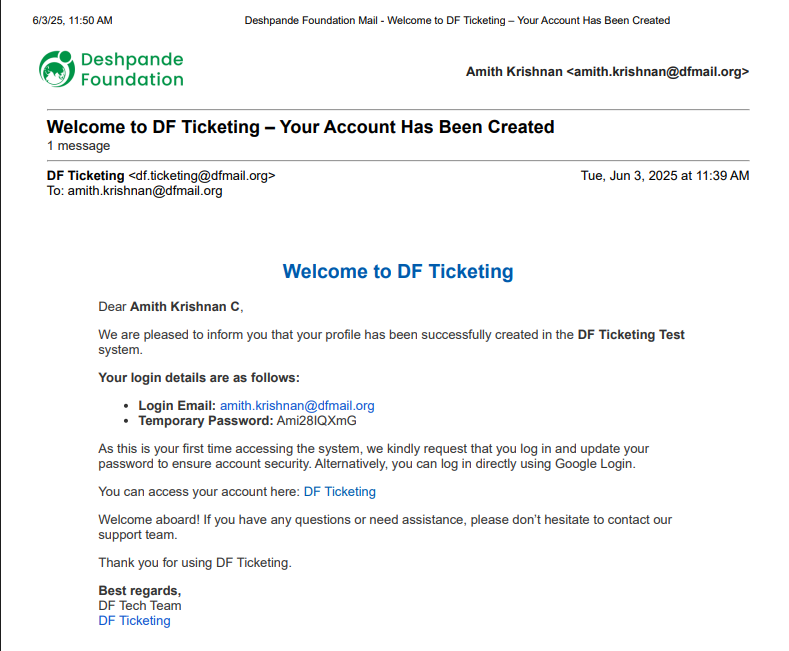 6/3/25, 11:50 AM Deshpande Foundation Mail - Welcome to DF Ticketing – Your Account Has Been Created
Deshpande
Foundation
Amith Krishnan <amith.krishnan@dfmail.org>
Welcome to DF Ticketing – Your Account Has Been Created
1 message
DF Ticketing <df.ticketing@dfmail.org> Tue, Jun 3, 2025 at 11:39 AM
To: amith.krishnan@dfmail.org
Welcome to DF Ticketing
Dear Amith Krishnan C,
We are pleased to inform you that your profile has been successfully created in the DF Ticketing Test
system.
Your login details are as follows:
• Login Email: amith.krishnan@dfmail.org
• Temporary Password: Ami28IQXmG
As this is your first time accessing the system, we kindly request that you log in and update your
password to ensure account security. Alternatively, you can log in directly using Google Login.
You can access your account here: DF Ticketing
Welcome aboard! If you have any questions or need assistance, please don’t hesitate to contact our
support team.
Thank you for using DF Ticketing.
Best regards,
DF Tech Team
DF Ticketing